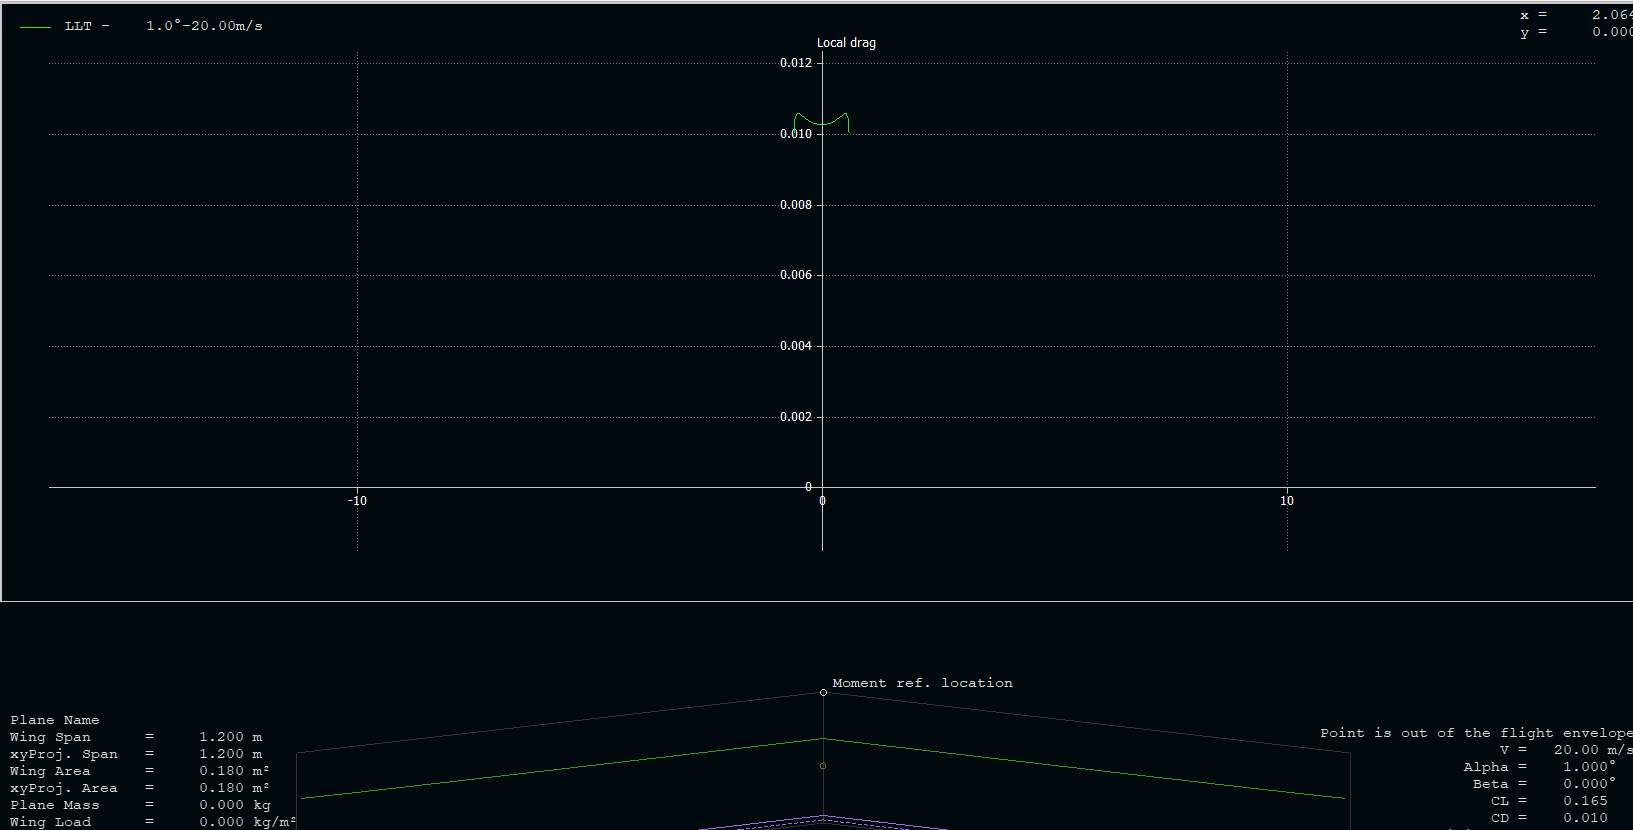 LLT - 1.0°-20.00m/s
x = 2.064
y = 0.000
Local drag
0.012
0.010
0.008
0.006
0.004
0.002
0
-10 0 10
Moment ref. location
Plane Name
Wing Span = 1.200 m
xyProj. Span = 1.200 m
Wing Area = 0.180 m²
xyProj. Area = 0.180 m²
Plane Mass = 0.000 kg
Wing Load = 0.000 kg/m²
Point is out of the flight envelope
V = 20.00 m/s
Alpha = 1.000°
Beta = 0.000°
CL = 0.165
CD = 0.010